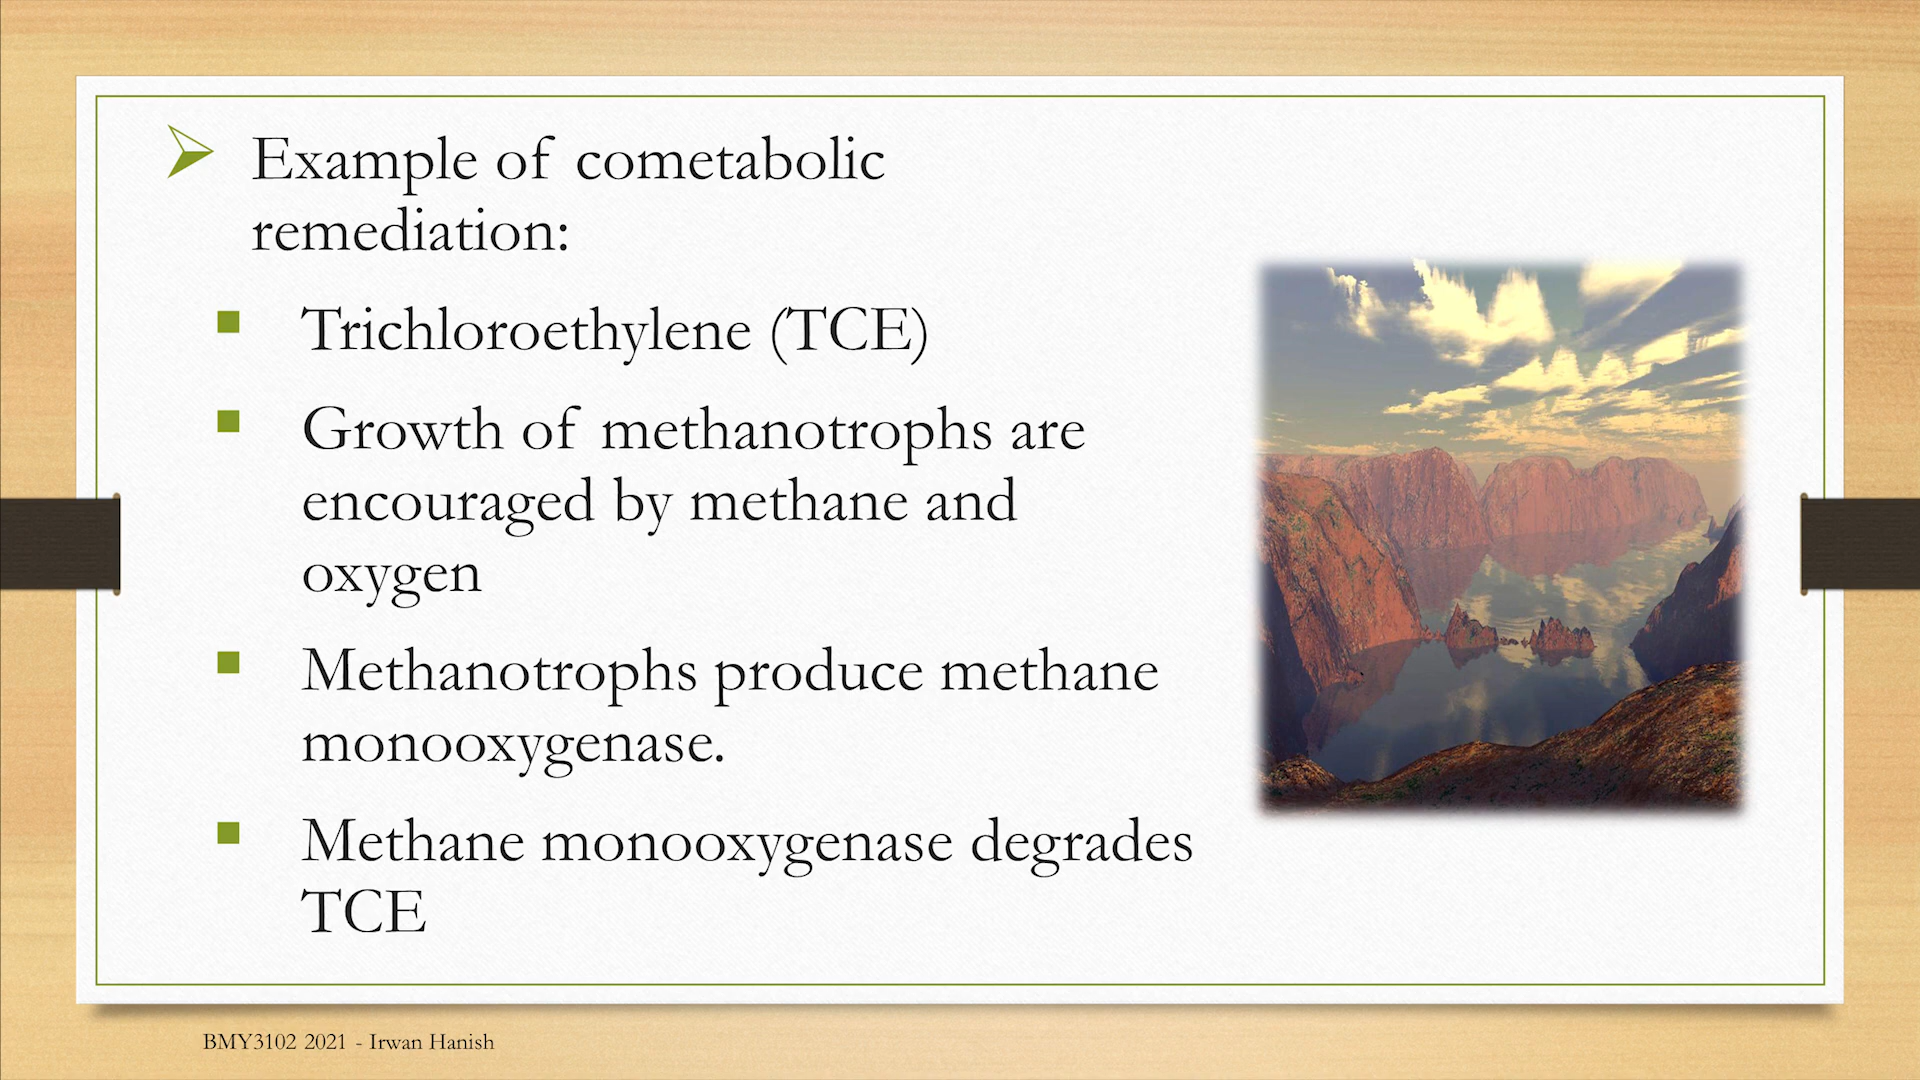 Example of cometabolic
remediation:
Trichloroethylene (TCE)
Growth of methanotrophs are
encouraged by methane and
oxygen
Methanotrophs produce methane
monooxygenase.
Methane monooxygenase degrades
TCE
BMY3102 2021 - Irwan Hanish